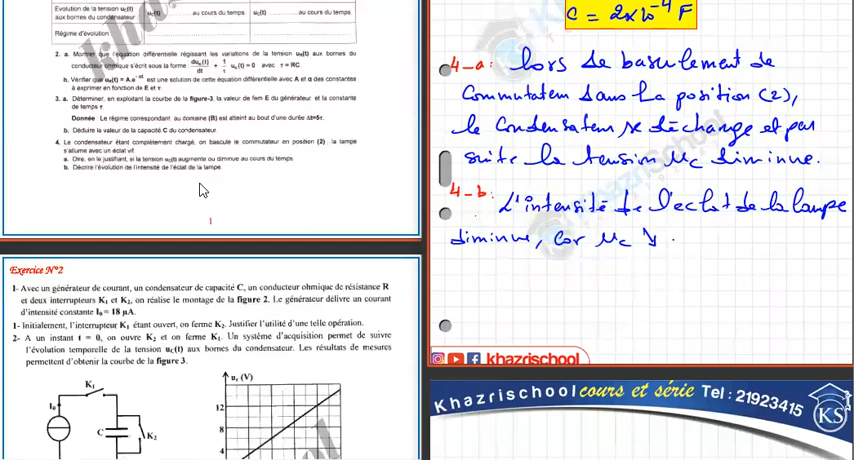 Evolution de la tension uc(t)
aux bornes du condensateur
uc(t) ... au cours du temps
uc(t) ... au cours du temps
Régime d'évolution
2. a. Montrer que l'équation différentielle régissant les variations de la tension uR(t) aux bornes du
conducteur ohmique s'écrit sous la forme duR(t)/dt + 1/τ uR(t) = 0 avec τ = RC.
b. Vérifier que uR(t) = A.e^-αt est une solution de cette équation différentielle avec A et α des constantes
à exprimer en fonction de E et τ
3. a. Déterminer, en exploitant la courbe de la figure-3, la valeur de fem E du générateur et la constante
de temps τ
Donnée Le régime correspondant au domaine (B) est atteint au bout d'une durée Δt=5τ.
b. Déduire la valeur de la capacité C du condensateur
4. Le condensateur étant complètement chargé, on bascule le commutateur en position (2) : la lampe
s'allume avec un éclat vif.
a. Dire, en le justifiant, si la tension uc(t) augmente ou diminue au cours du temps.
b. Décrire l'évolution de l'intensité de l'éclat de la lampe
1
Exercice N°2
1- Avec un générateur de courant, un condensateur de capacité C, un conducteur ohmique de résistance R
et deux interrupteurs K1 et K2, on réalise le montage de la figure 2. Le générateur délivre un courant
d'intensité constante I0 = 18 µA.
1- Initialement, l'interrupteur K1 étant ouvert, on ferme K2. Justifier l'utilité d'une telle opération.
2- A un instant t = 0, on ouvre K2 et on ferme K1. Un système d'acquisition permet de suivre
l'évolution temporelle de la tension uc(t) aux bornes du condensateur. Les résultats de mesures
permettent d'obtenir la courbe de la figure 3.
K1
I0
C
K2
uc (V)
12
8
4
C = 2×10^-4 F
4-a: Lors de basculement de
Commutateur dans la position (2),
le Condensateur se décharge et par
suite la tension uc diminue.
4-b: L'intensité de l'éclat de la lampe
diminue, Car uc ↘.
khazrischool
Khazrischool cours et série Tel : 21923415
KS